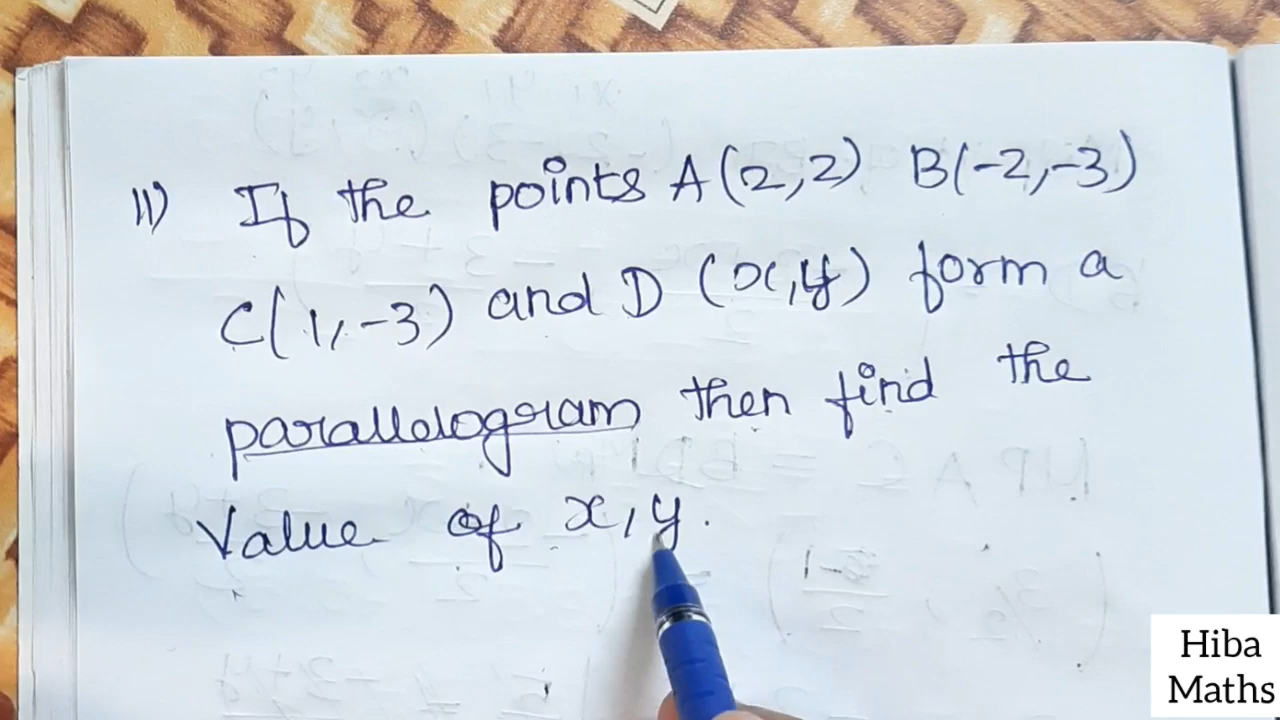 11) If the points A(2,2) B(-2,-3)
C(1,-3) and D (x,y) form a
parallelogram then find the
Value of x,y.
Hiba
Maths